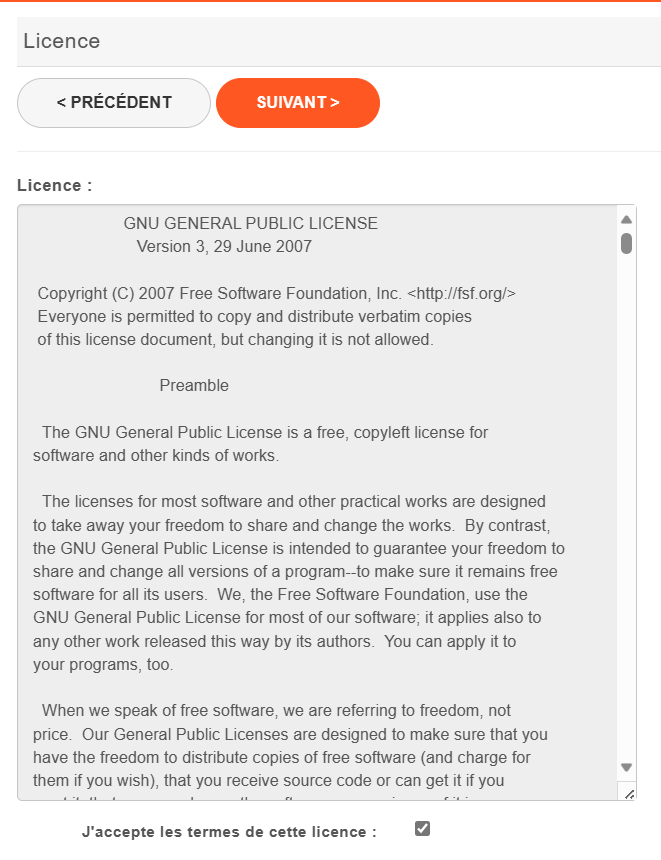 Licence
< PRÉCÉDENT
SUIVANT >
Licence :
GNU GENERAL PUBLIC LICENSE
Version 3, 29 June 2007
Copyright (C) 2007 Free Software Foundation, Inc. <http://fsf.org/>
Everyone is permitted to copy and distribute verbatim copies
of this license document, but changing it is not allowed.
Preamble
The GNU General Public License is a free, copyleft license for
software and other kinds of works.
The licenses for most software and other practical works are designed
to take away your freedom to share and change the works.  By contrast,
the GNU General Public License is intended to guarantee your freedom to
share and change all versions of a program--to make sure it remains free
software for all its users.  We, the Free Software Foundation, use the
GNU General Public License for most of our software; it applies also to
any other work released this way by its authors.  You can apply it to
your programs, too.
When we speak of free software, we are referring to freedom, not
price.  Our General Public Licenses are designed to make sure that you
have the freedom to distribute copies of free software (and charge for
them if you wish), that you receive source code or can get it if you
J'accepte les termes de cette licence :